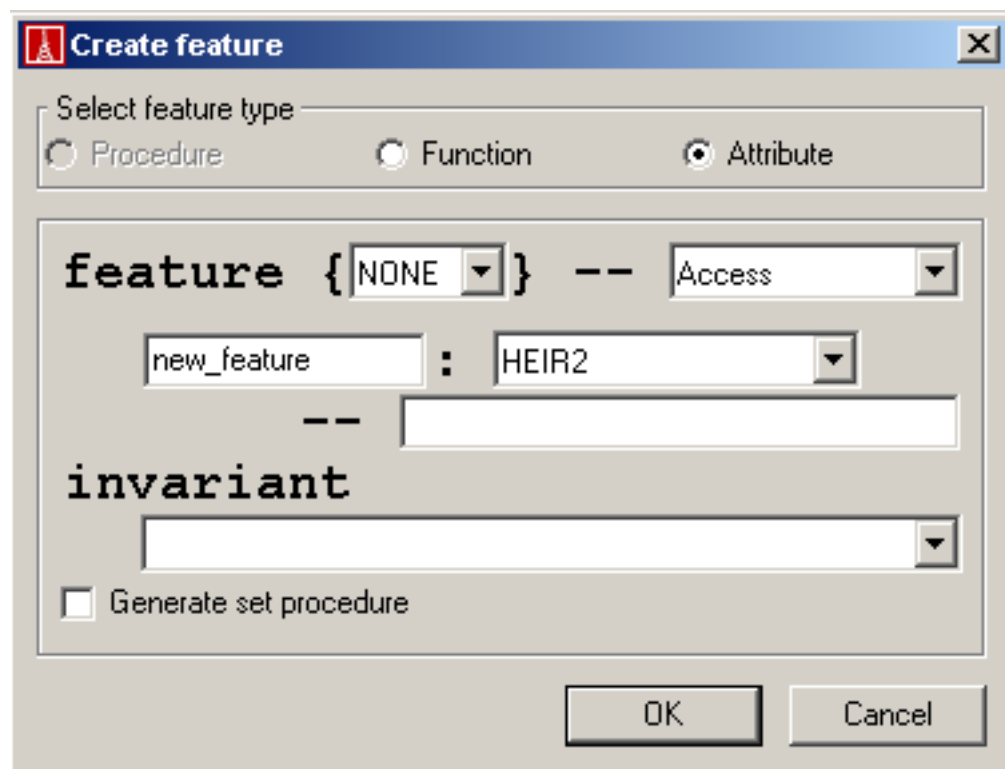 Create feature
Select feature type
Procedure Function Attribute
feature {NONE} -- Access
new_feature : HEIR2
--
invariant
Generate set procedure
OK Cancel